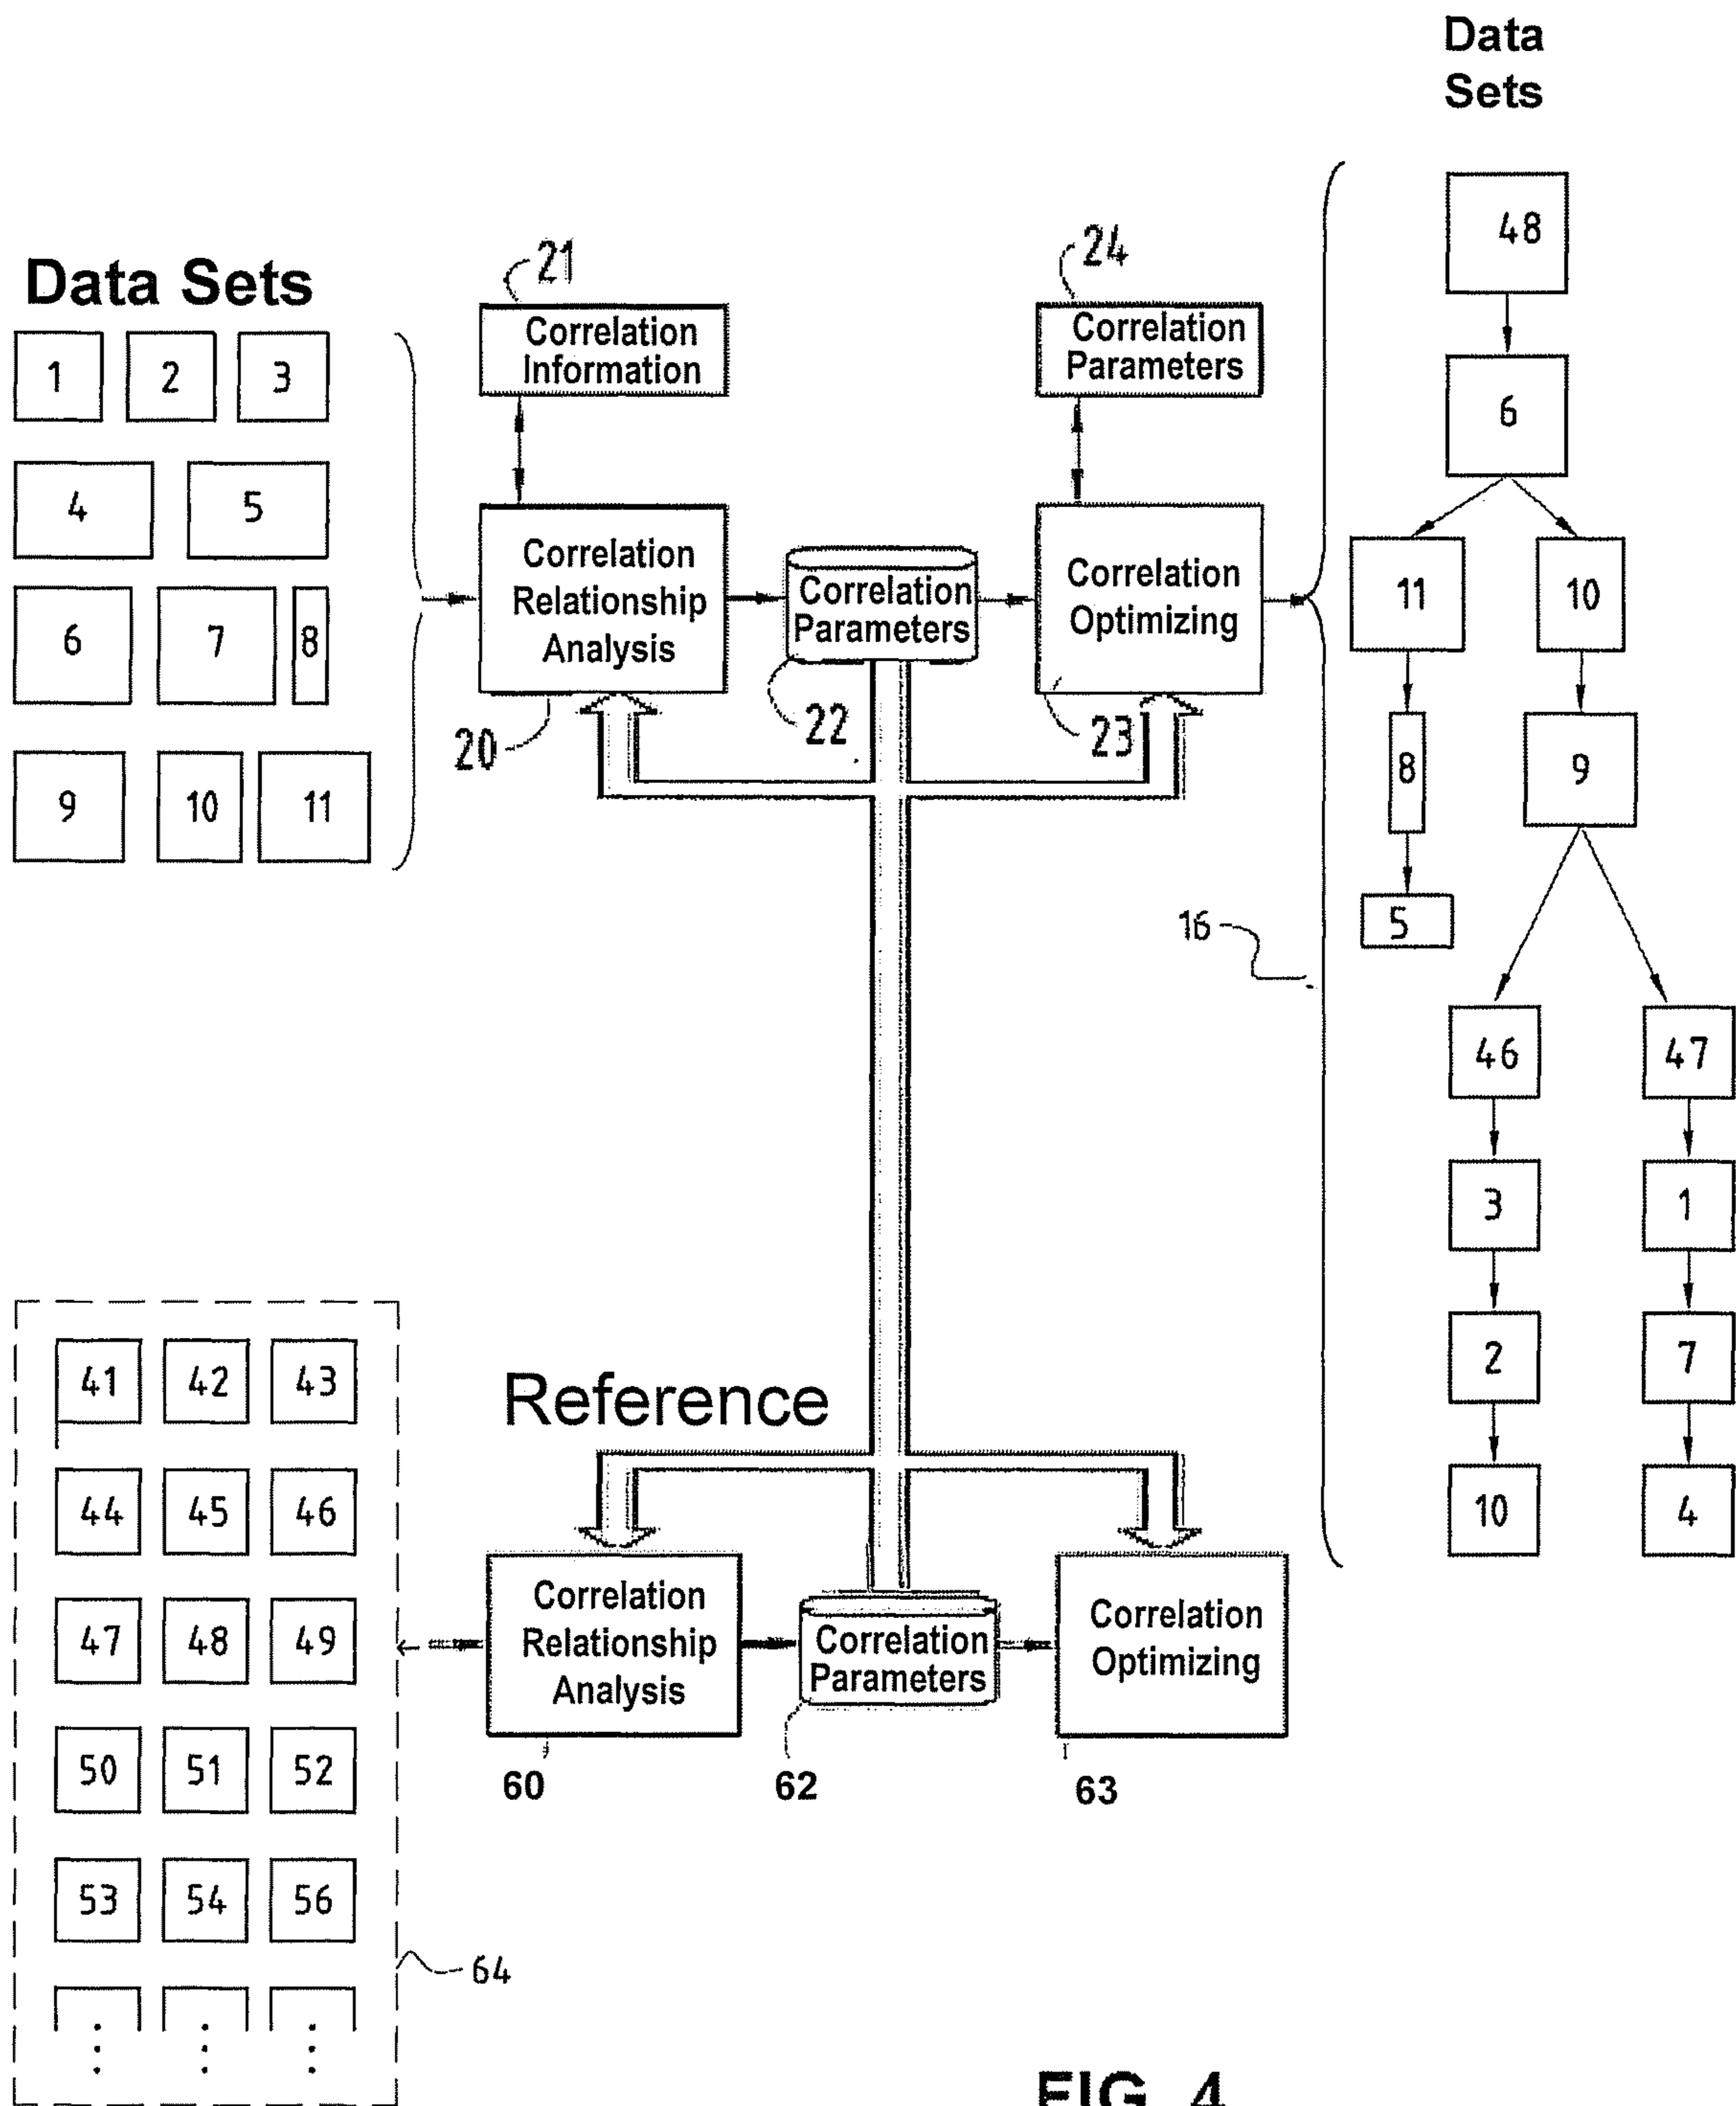 Data
Sets
48
6
11
10
8
9
5
46
47
3
1
2
7
10
4
16
Data Sets
1
2
3
4
5
6
7
8
9
10
11
21
Correlation
Information
24
Correlation
Parameters
Correlation
Relationship
Analysis
20
Correlation
Parameters
22
Correlation
Optimizing
23
Reference
41
42
43
44
45
46
47
48
49
50
51
52
53
54
56
64
Correlation
Relationship
Analysis
60
Correlation
Parameters
62
Correlation
Optimizing
63
FIG. 4